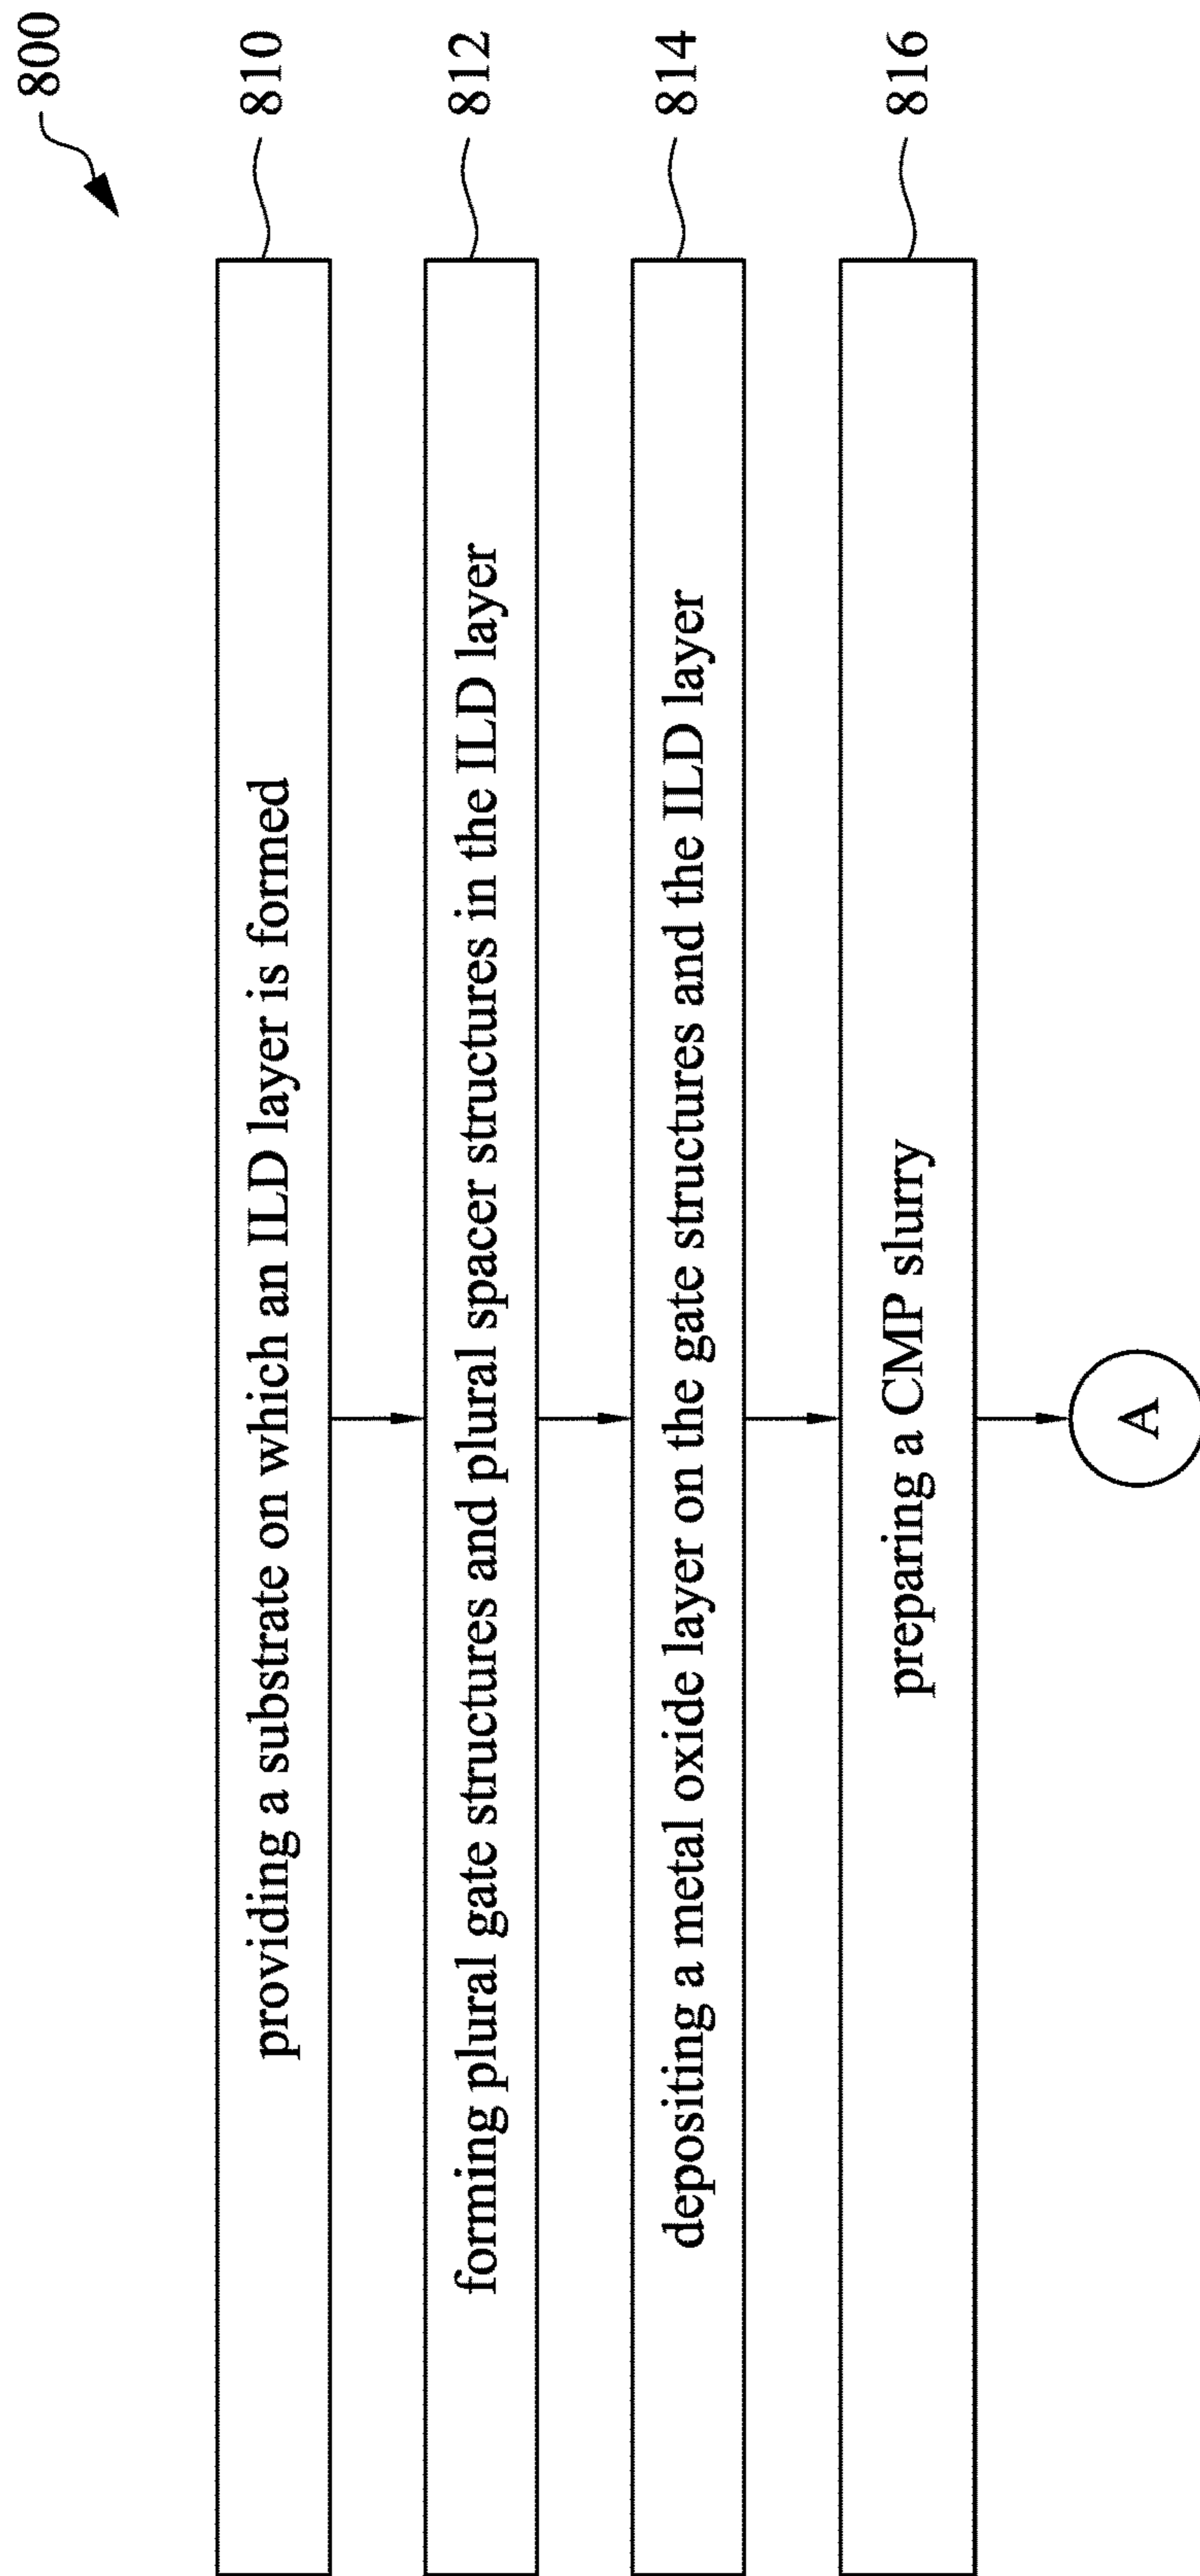 800
providing a substrate on which an ILD layer is formed
810
forming plural gate structures and plural spacer structures in the ILD layer
812
depositing a metal oxide layer on the gate structures and the ILD layer
814
preparing a CMP slurry
816
A